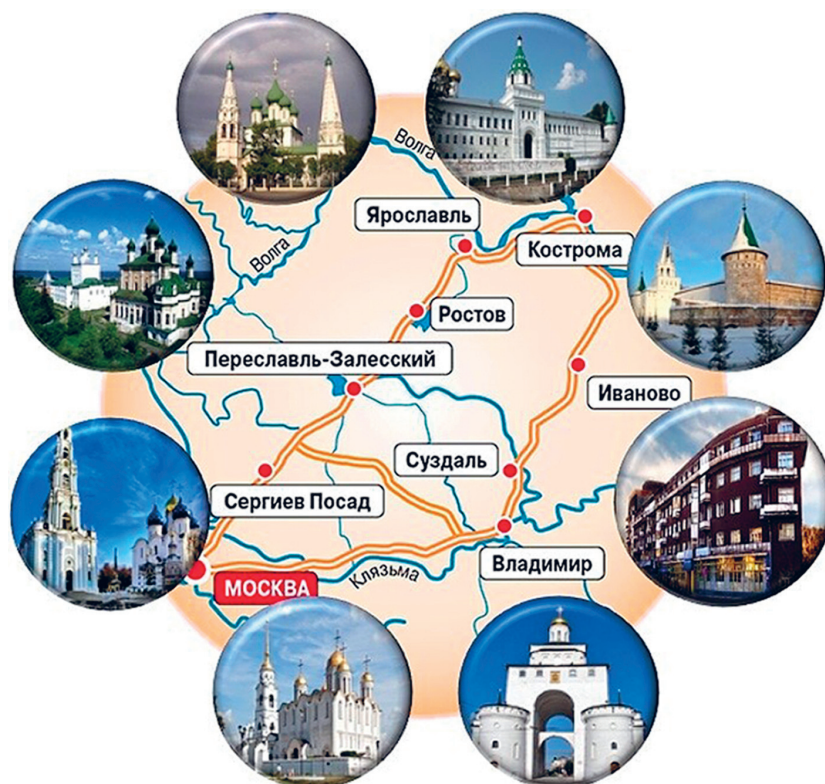 Волга
Ярославль
Кострома
Волга
Ростов
Переславль-Залесский
Иваново
Суздаль
Сергиев Посад
Владимир
Клязьма
МОСКВА